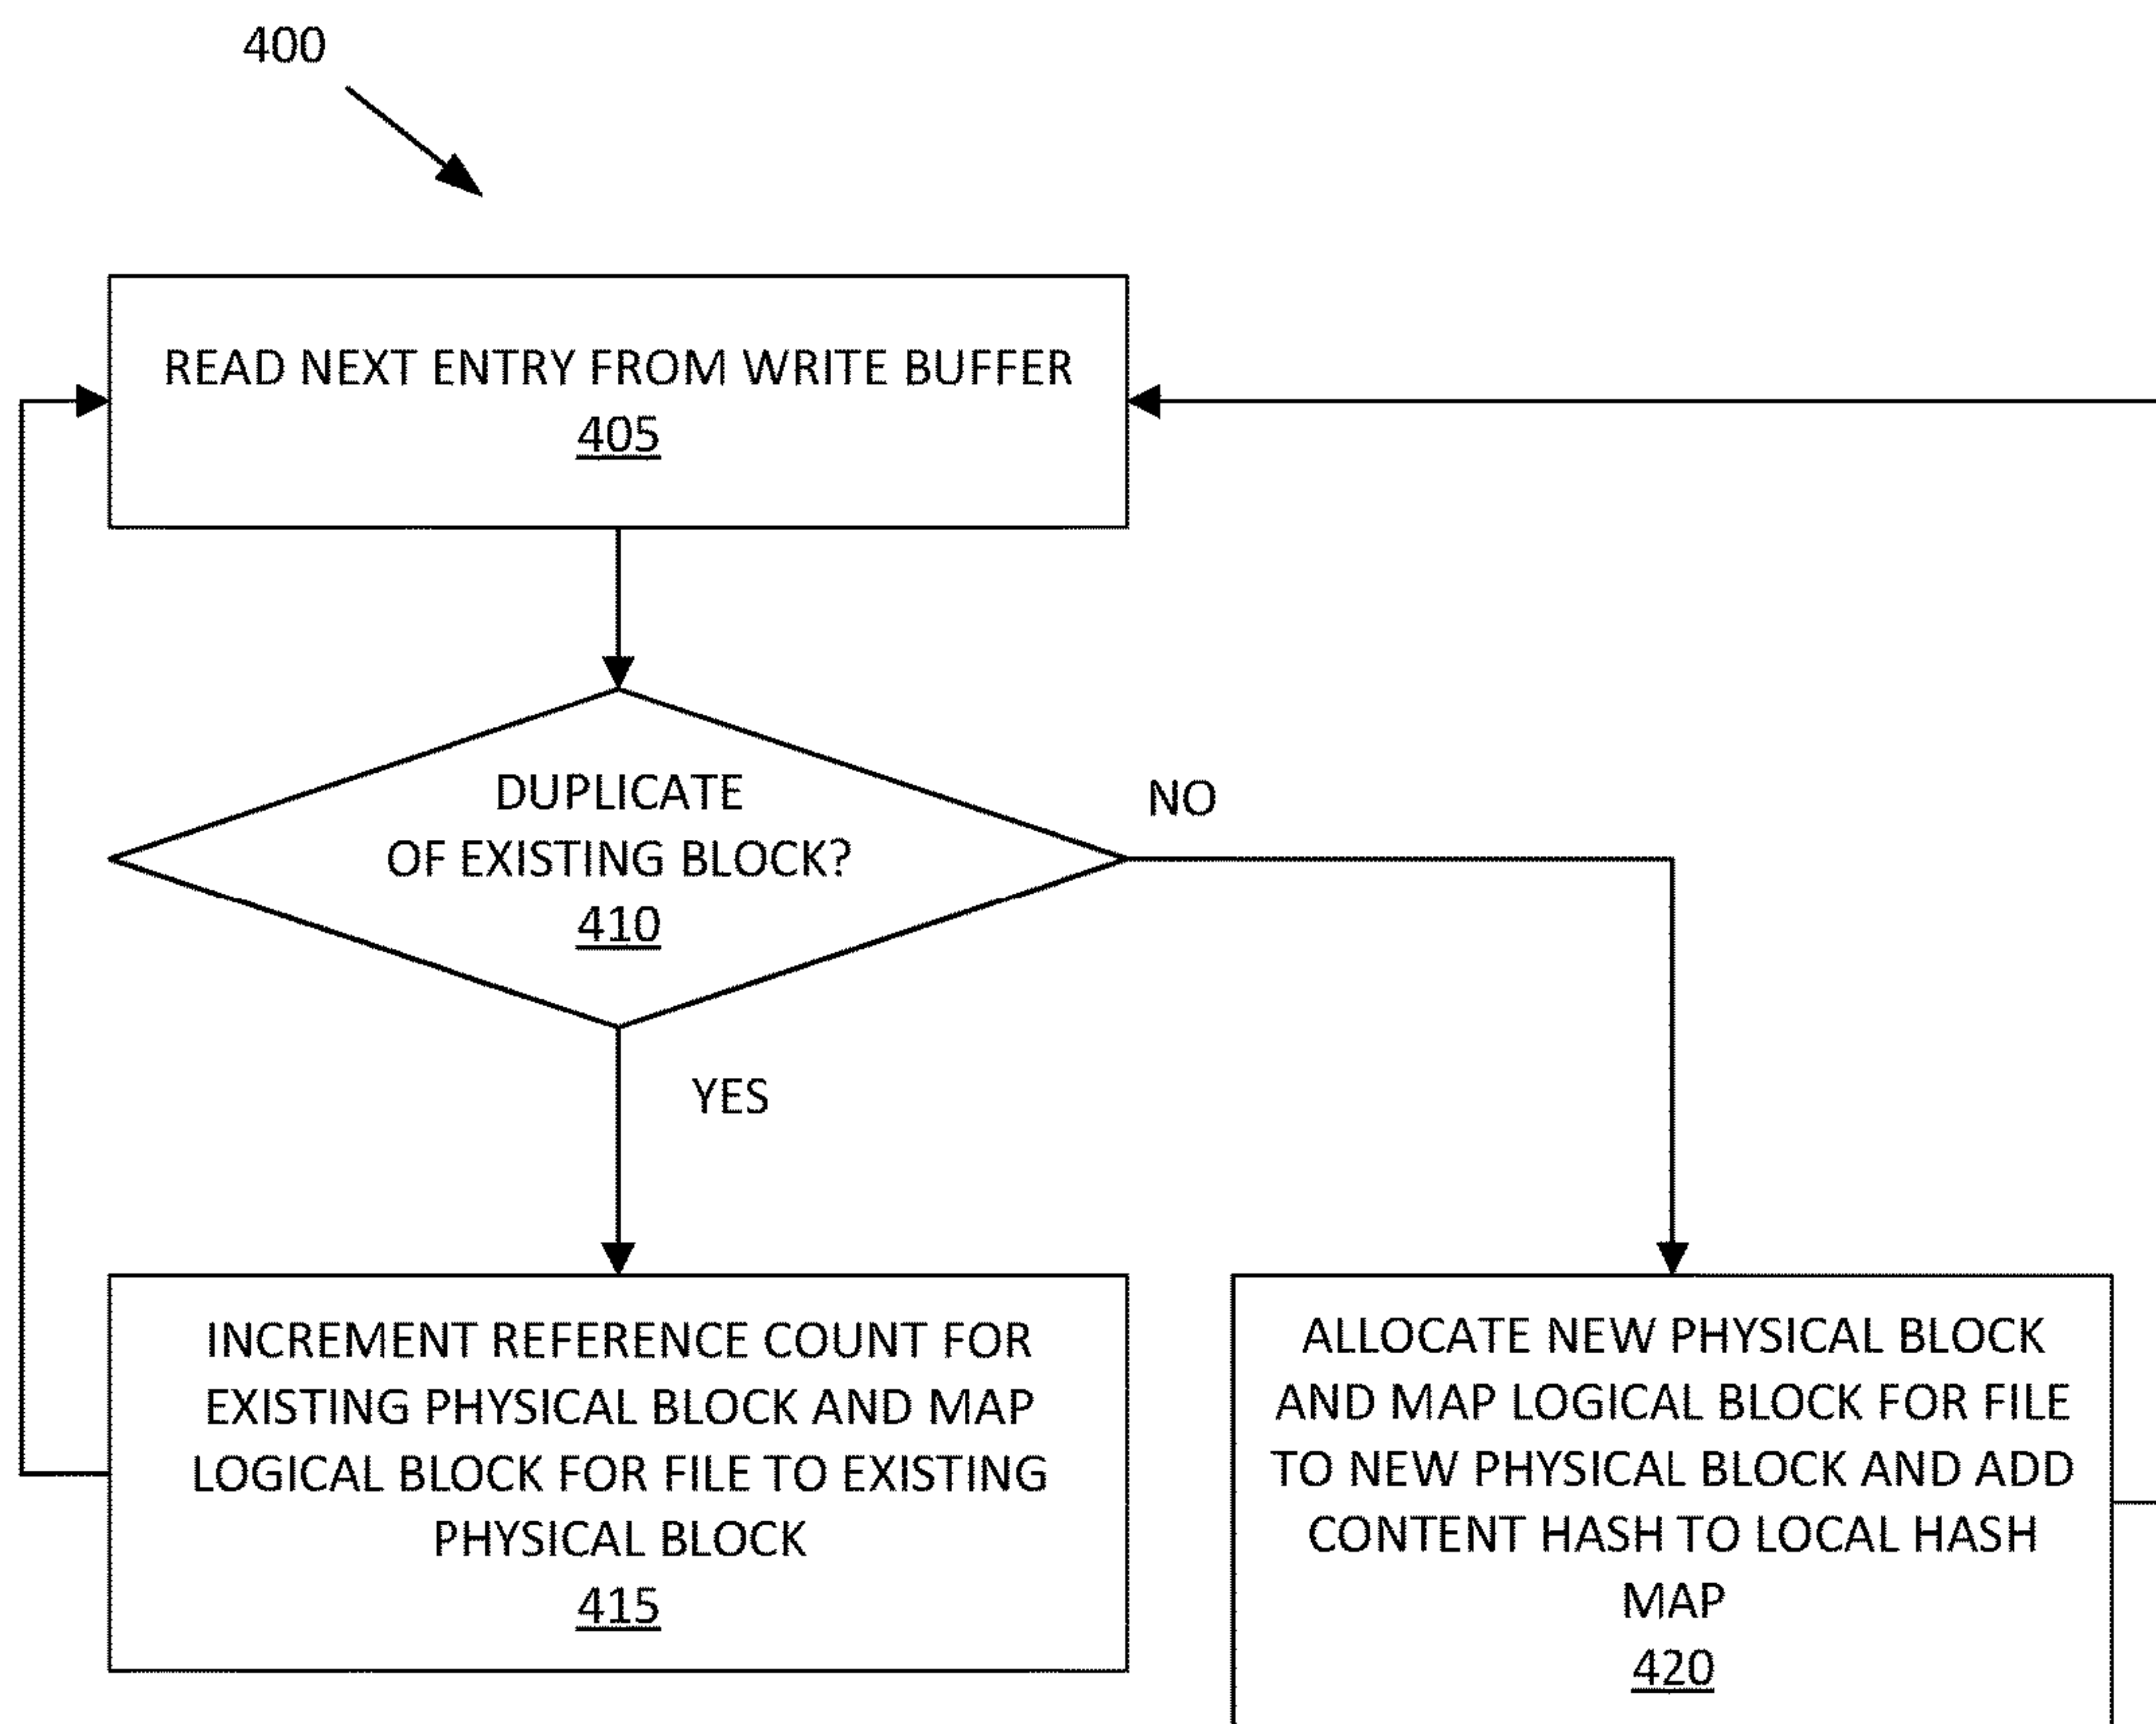 400
READ NEXT ENTRY FROM WRITE BUFFER
405
DUPLICATE
OF EXISTING BLOCK?
410
NO
YES
INCREMENT REFERENCE COUNT FOR
EXISTING PHYSICAL BLOCK AND MAP
LOGICAL BLOCK FOR FILE TO EXISTING
PHYSICAL BLOCK
415
ALLOCATE NEW PHYSICAL BLOCK
AND MAP LOGICAL BLOCK FOR FILE
TO NEW PHYSICAL BLOCK AND ADD
CONTENT HASH TO LOCAL HASH
MAP
420